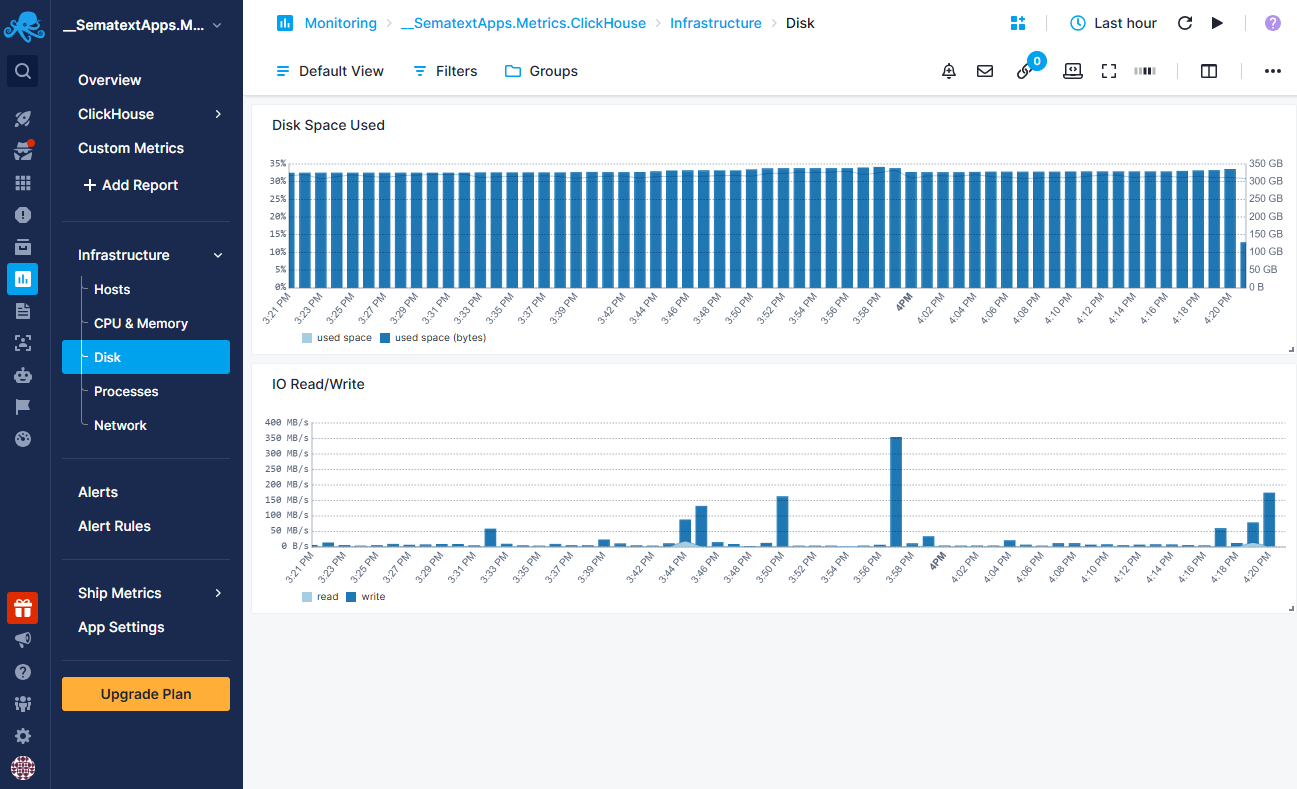 __SematextApps.M...
Overview
ClickHouse
Custom Metrics
+ Add Report
Infrastructure
Hosts
CPU & Memory
Disk
Processes
Network
Alerts
Alert Rules
Ship Metrics
App Settings
Upgrade Plan
Monitoring > __SematextApps.Metrics.ClickHouse > Infrastructure > Disk
Last hour
?
Default View
Filters
Groups
0
Disk Space Used
35%
30%
25%
20%
15%
10%
5%
0%
350 GB
300 GB
250 GB
200 GB
150 GB
100 GB
50 GB
0 B
3:21 PM
3:23 PM
3:25 PM
3:27 PM
3:29 PM
3:31 PM
3:33 PM
3:35 PM
3:37 PM
3:39 PM
3:42 PM
3:44 PM
3:46 PM
3:48 PM
3:50 PM
3:52 PM
3:54 PM
3:56 PM
3:58 PM
4PM
4:02 PM
4:04 PM
4:06 PM
4:08 PM
4:10 PM
4:12 PM
4:14 PM
4:16 PM
4:18 PM
4:20 PM
used space
used space (bytes)
IO Read/Write
400 MB/s
350 MB/s
300 MB/s
250 MB/s
200 MB/s
150 MB/s
100 MB/s
50 MB/s
0 B/s
3:21 PM
3:23 PM
3:25 PM
3:27 PM
3:29 PM
3:31 PM
3:33 PM
3:35 PM
3:37 PM
3:39 PM
3:42 PM
3:44 PM
3:46 PM
3:48 PM
3:50 PM
3:52 PM
3:54 PM
3:56 PM
3:58 PM
4PM
4:02 PM
4:04 PM
4:06 PM
4:08 PM
4:10 PM
4:12 PM
4:14 PM
4:16 PM
4:18 PM
4:20 PM
read
write